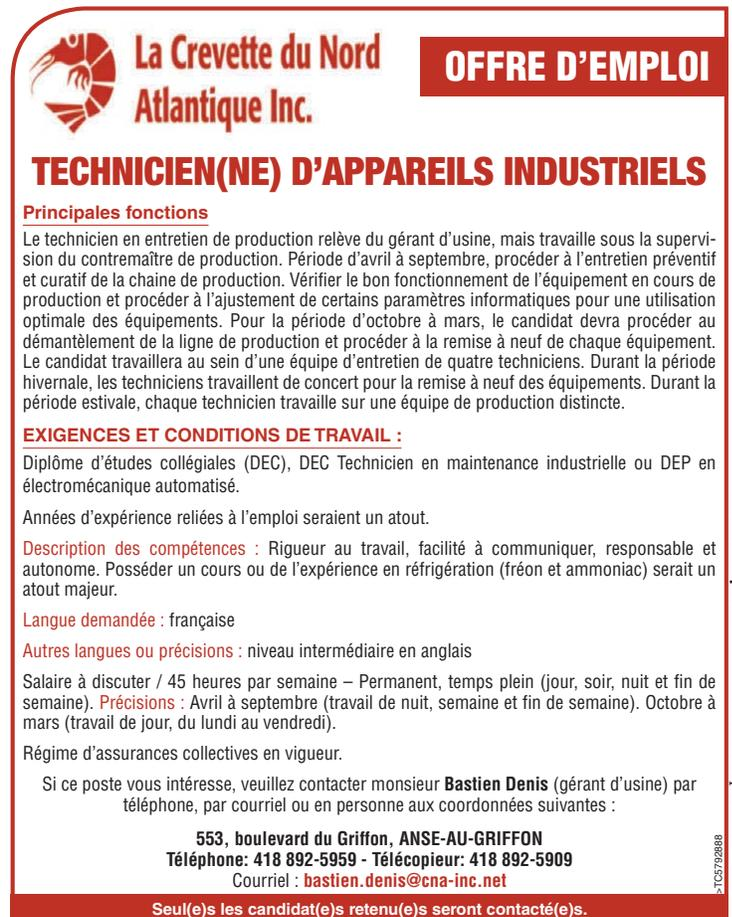 La Crevette du Nord
Atlantique Inc.
OFFRE D'EMPLOI
TECHNICIEN(NE) D'APPAREILS INDUSTRIELS
Principales fonctions
Le technicien en entretien de production relève du gérant d'usine, mais travaille sous la supervi-
sion du contremaître de production. Période d'avril à septembre, procéder à l'entretien préventif
et curatif de la chaine de production. Vérifier le bon fonctionnement de l'équipement en cours de
production et procéder à l'ajustement de certains paramètres informatiques pour une utilisation
optimale des équipements. Pour la période d'octobre à mars, le candidat devra procéder au
démantèlement de la ligne de production et procéder à la remise à neuf de chaque équipement.
Le candidat travaillera au sein d'une équipe d'entretien de quatre techniciens. Durant la période
hivernale, les techniciens travaillent de concert pour la remise à neuf des équipements. Durant la
période estivale, chaque technicien travaille sur une équipe de production distincte.
EXIGENCES ET CONDITIONS DE TRAVAIL :
Diplôme d'études collégiales (DEC), DEC Technicien en maintenance industrielle ou DEP en
électromécanique automatisé.
Années d'expérience reliées à l'emploi seraient un atout.
Description des compétences : Rigueur au travail, facilité à communiquer, responsable et
autonome. Posséder un cours ou de l'expérience en réfrigération (fréon et ammoniac) serait un
atout majeur.
Langue demandée : française
Autres langues ou précisions : niveau intermédiaire en anglais
Salaire à discuter / 45 heures par semaine – Permanent, temps plein (jour, soir, nuit et fin de
semaine). Précisions : Avril à septembre (travail de nuit, semaine et fin de semaine). Octobre à
mars (travail de jour, du lundi au vendredi).
Régime d'assurances collectives en vigueur.
Si ce poste vous intéresse, veuillez contacter monsieur Bastien Denis (gérant d'usine) par
téléphone, par courriel ou en personne aux coordonnées suivantes :
553, boulevard du Griffon, ANSE-AU-GRIFFON
Téléphone: 418 892-5959 - Télécopieur: 418 892-5909
Courriel : bastien.denis@cna-inc.net
>TC5792888
Seul(e)s les candidat(e)s retenu(e)s seront contacté(e)s.